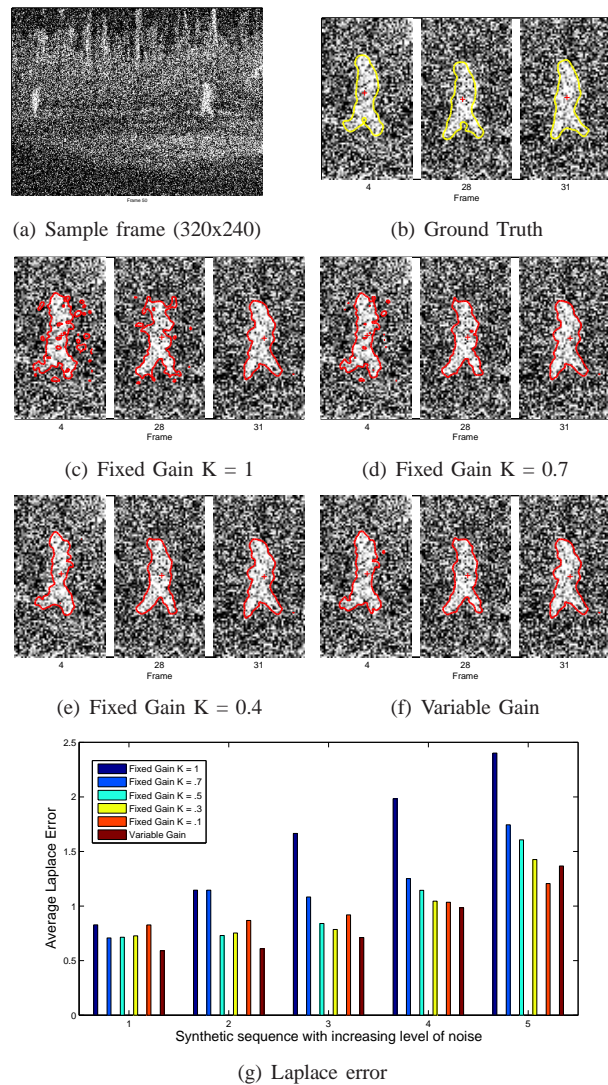 Frame 50
(a) Sample frame (320x240)
4 28 31
Frame
(b) Ground Truth
4 28 31
Frame
(c) Fixed Gain K = 1
4 28 31
Frame
(d) Fixed Gain K = 0.7
4 28 31
Frame
(e) Fixed Gain K = 0.4
4 28 31
Frame
(f) Variable Gain
2.5
2
1.5
1
0.5
0
Average Laplace Error
Fixed Gain K = 1
Fixed Gain K = .7
Fixed Gain K = .5
Fixed Gain K = .3
Fixed Gain K = .1
Variable Gain
1 2 3 4 5
Synthetic sequence with increasing level of noise
(g) Laplace error